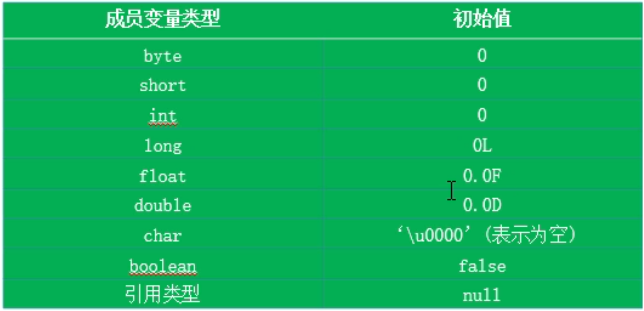 成员变量类型 初始值
byte 0
short 0
int 0
long 0L
float 0.0F
double 0.0D
char ‘\u0000’ (表示为空)
boolean false
引用类型 null